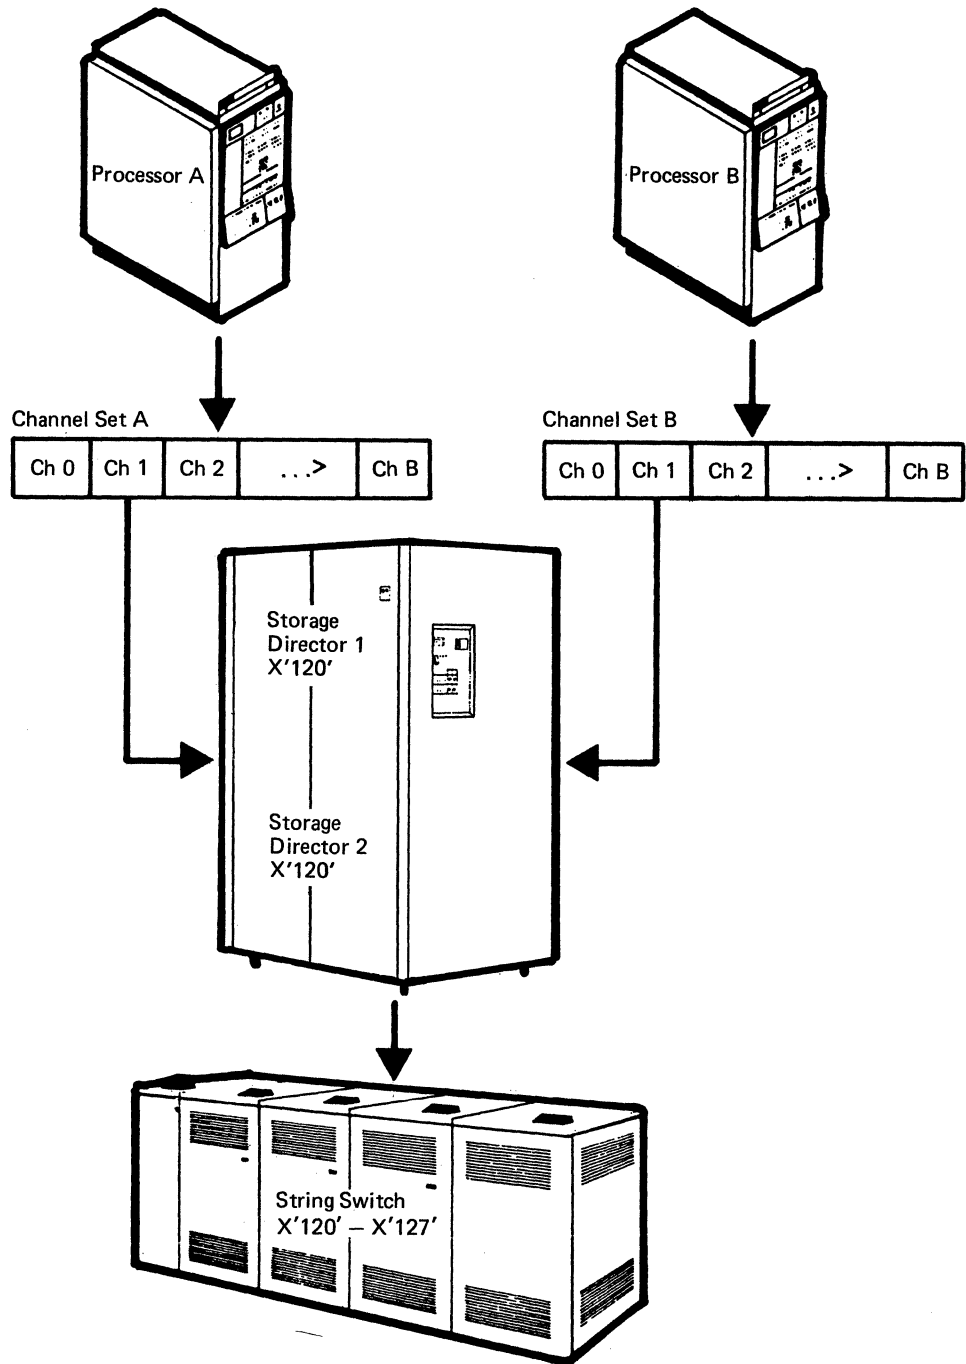 Processor A
Processor B
Channel Set A
Channel Set B
Ch 0 Ch 1 Ch 2 ...> Ch B
Ch 0 Ch 1 Ch 2 ...> Ch B
Storage
Director 1
X'120'
Storage
Director 2
X'120'
String Switch
X'120' – X'127'